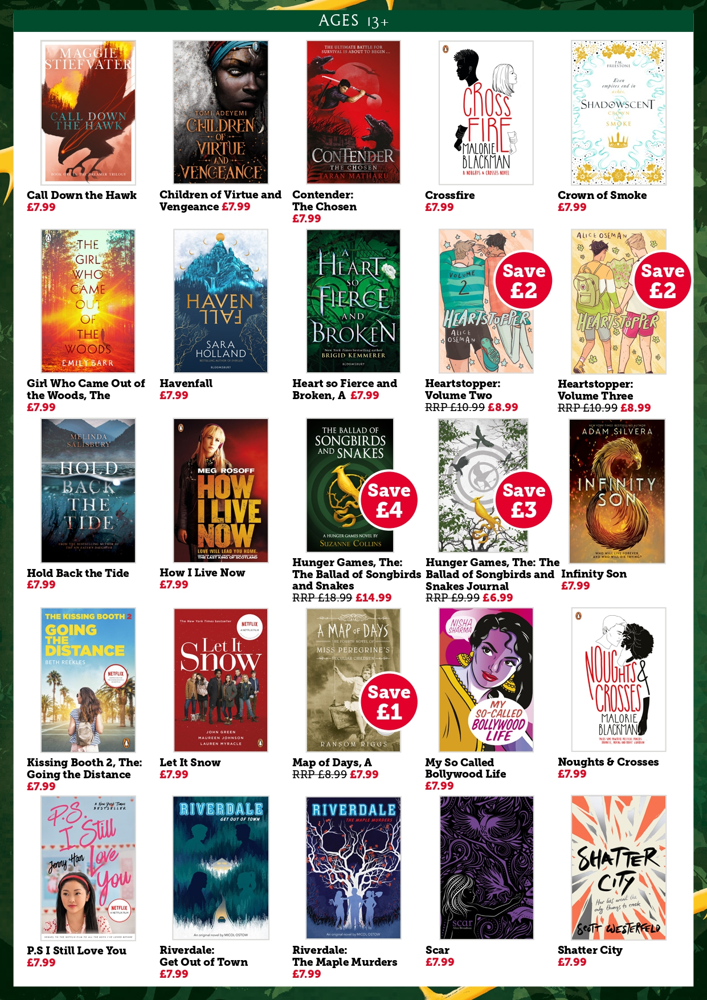 AGES 13+
MAGGIE
STIEFVATER
CALL DOWN
THE HAWK
BOOK ONE IN THE DREAMER TRILOGY
Call Down the Hawk
£7.99
TOMI ADEYEMI
CHILDREN
OF
VIRTUE
AND
VENGEANCE
Children of Virtue and
Vengeance £7.99
THE ULTIMATE BATTLE FOR
SURVIVAL IS ABOUT TO BEGIN...
CONTENDER
THE CHOSEN
TARAN MATHARU
Contender:
The Chosen
£7.99
CROSS
FIRE
MALORIE
BLACKMAN
A NOUGHTS & CROSSES NOVEL
Crossfire
£7.99
P.M.
FREESTONE
Even
empires end in
ashes.
SHADOWSCENT
CROWN
OF
SMOKE
Crown of Smoke
£7.99
THE
GIRL
WHO
CAME
OUT
OF
THE
WOODS
EMILY BARR
Girl Who Came Out of
the Woods, The
£7.99
HAVEN
FALL
SARA
HOLLAND
BESTSELLING AUTHOR OF EVERLESS
BLOOMSBURY
Havenfall
£7.99
A
HEART
SO
FIERCE
AND
BROKEN
New York Times bestselling author
BRIGID KEMMERER
BLOOMSBURY
Heart so Fierce and
Broken, A £7.99
VOLUME
2
HEARTSTOPPER
ALICE
OSEMAN
Save
£2
Heartstopper:
Volume Two
RRP £10.99 £8.99
ALICE OSEMAN
HEARTSTOPPER
Save
£2
Heartstopper:
Volume Three
RRP £10.99 £8.99
MELINDA
SALISBURY
HOLD
BACK
THE
TIDE
FROM THE BESTSELLING AUTHOR OF
THE SIN EATER'S DAUGHTER
Hold Back the Tide
£7.99
MEG ROSOFF
HOW
I LIVE
NOW
LOVE WILL LEAD YOU HOME.
THE LAST KING OF SCOTLAND
How I Live Now
£7.99
THE BALLAD OF
SONGBIRDS
AND SNAKES
A HUNGER GAMES NOVEL BY
SUZANNE COLLINS
Save
£4
Hunger Games, The:
The Ballad of Songbirds
and Snakes
RRP £18.99 £14.99
Save
£3
Hunger Games, The: The
Ballad of Songbirds and
Snakes Journal
RRP £9.99 £6.99
NEW YORK TIMES BESTSELLING AUTHOR
ADAM SILVERA
INFINITY
SON
WHO WILL LIVE FOREVER,
AND WHO WILL DIE TRYING?
Infinity Son
£7.99
THE KISSING BOOTH 2
GOING
THE
DISTANCE
BETH REEKLES
NETFLIX
Kissing Booth 2, The:
Going the Distance
£7.99
The New York Times bestseller
NETFLIX
A NETFLIX FILM
Let It
Snow
JOHN GREEN
MAUREEN JOHNSON
LAUREN MYRACLE
Let It Snow
£7.99
A MAP OF DAYS
THE FOURTH NOVEL OF
MISS PEREGRINE'S
PECULIAR CHILDREN
RANSOM RIGGS
Save
£1
Map of Days, A
RRP £8.99 £7.99
NISHA
SHARMA
MY
SO-CALLED
BOLLYWOOD
LIFE
My So Called
Bollywood Life
£7.99
NOUGHTS
&
CROSSES
MALORIE
BLACKMAN
Noughts & Crosses
£7.99
A New York Times
BESTSELLER
P.S.
I Still
Love
You
Jenny Han
NETFLIX
A NETFLIX FILM
SEQUEL TO THE NETFLIX FILM TO ALL THE BOYS I'VE LOVED BEFORE
P.S I Still Love You
£7.99
RIVERDALE
GET OUT OF TOWN
An original novel by MICOL OSTOW
Riverdale:
Get Out of Town
£7.99
RIVERDALE
THE MAPLE MURDERS
An original novel by MICOL OSTOW
Riverdale:
The Maple Murders
£7.99
scar
Alice Broadway
Scar
£7.99
SHATTER
CITY
Her lies aren't the
only things to crack
SCOTT WESTERFELD
Shatter City
£7.99